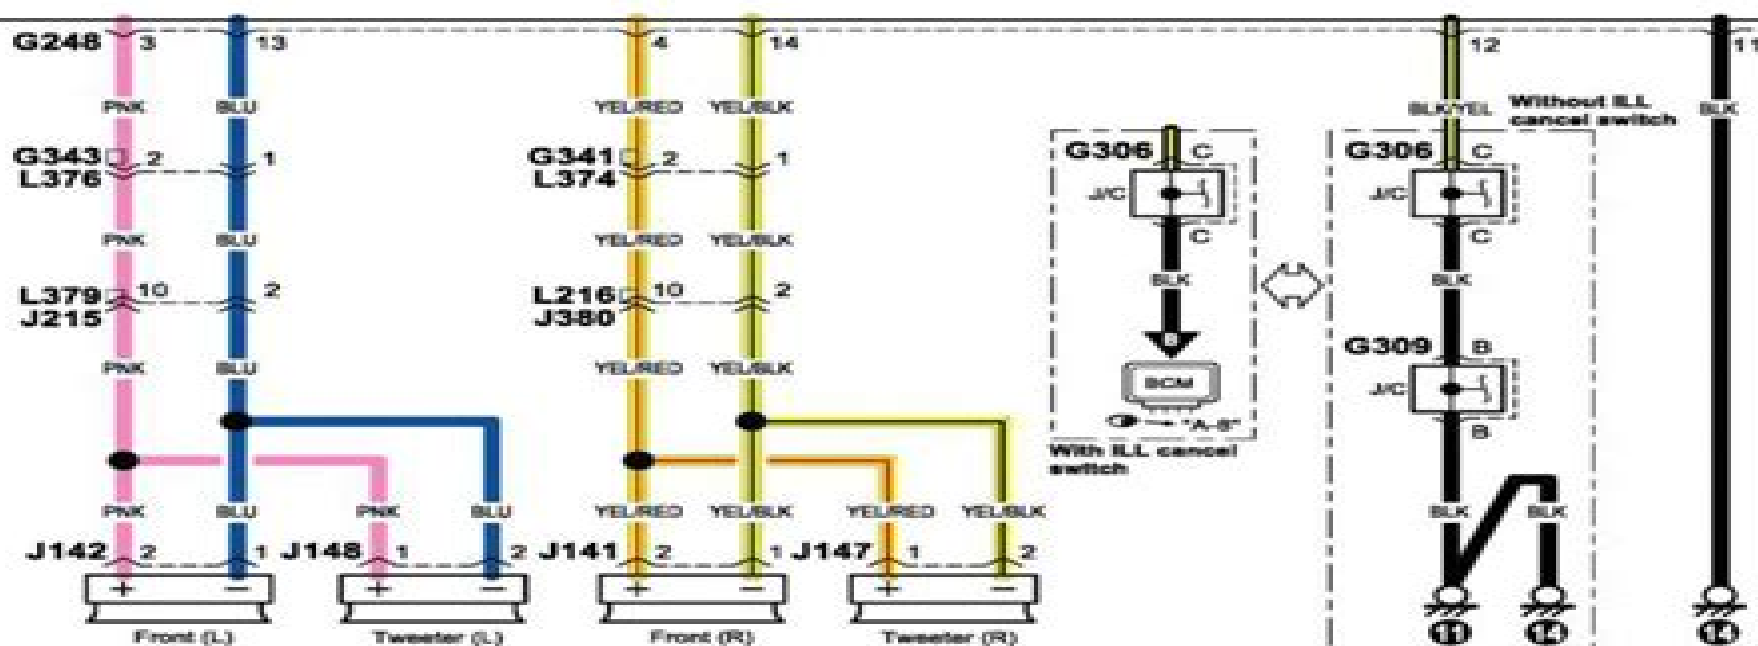 G248 3 13 4 14 12 11
PNK BLU YEL/RED YEL/BLK BLK/YEL BLK
Without ILL
cancel switch
G343 2 1 G341 2 1 G306 C G306 C
L376 L374
J/C J/C
PNK BLU YEL/RED YEL/BLK C C
BLK BLK
L379 10 2 L216 10 2
J215 J380
G309 B
PNK BLU YEL/RED YEL/BLK
BCM J/C
"A-8"
B
With ILL cancel
switch
PNK BLU PNK BLU YEL/RED YEL/BLK YEL/RED YEL/BLK BLK BLK
J142 2 1 J148 1 2 J141 2 1 J147 1 2
+ − + − + − + −
Front (L) Tweeter (L) Front (R) Tweeter (R)